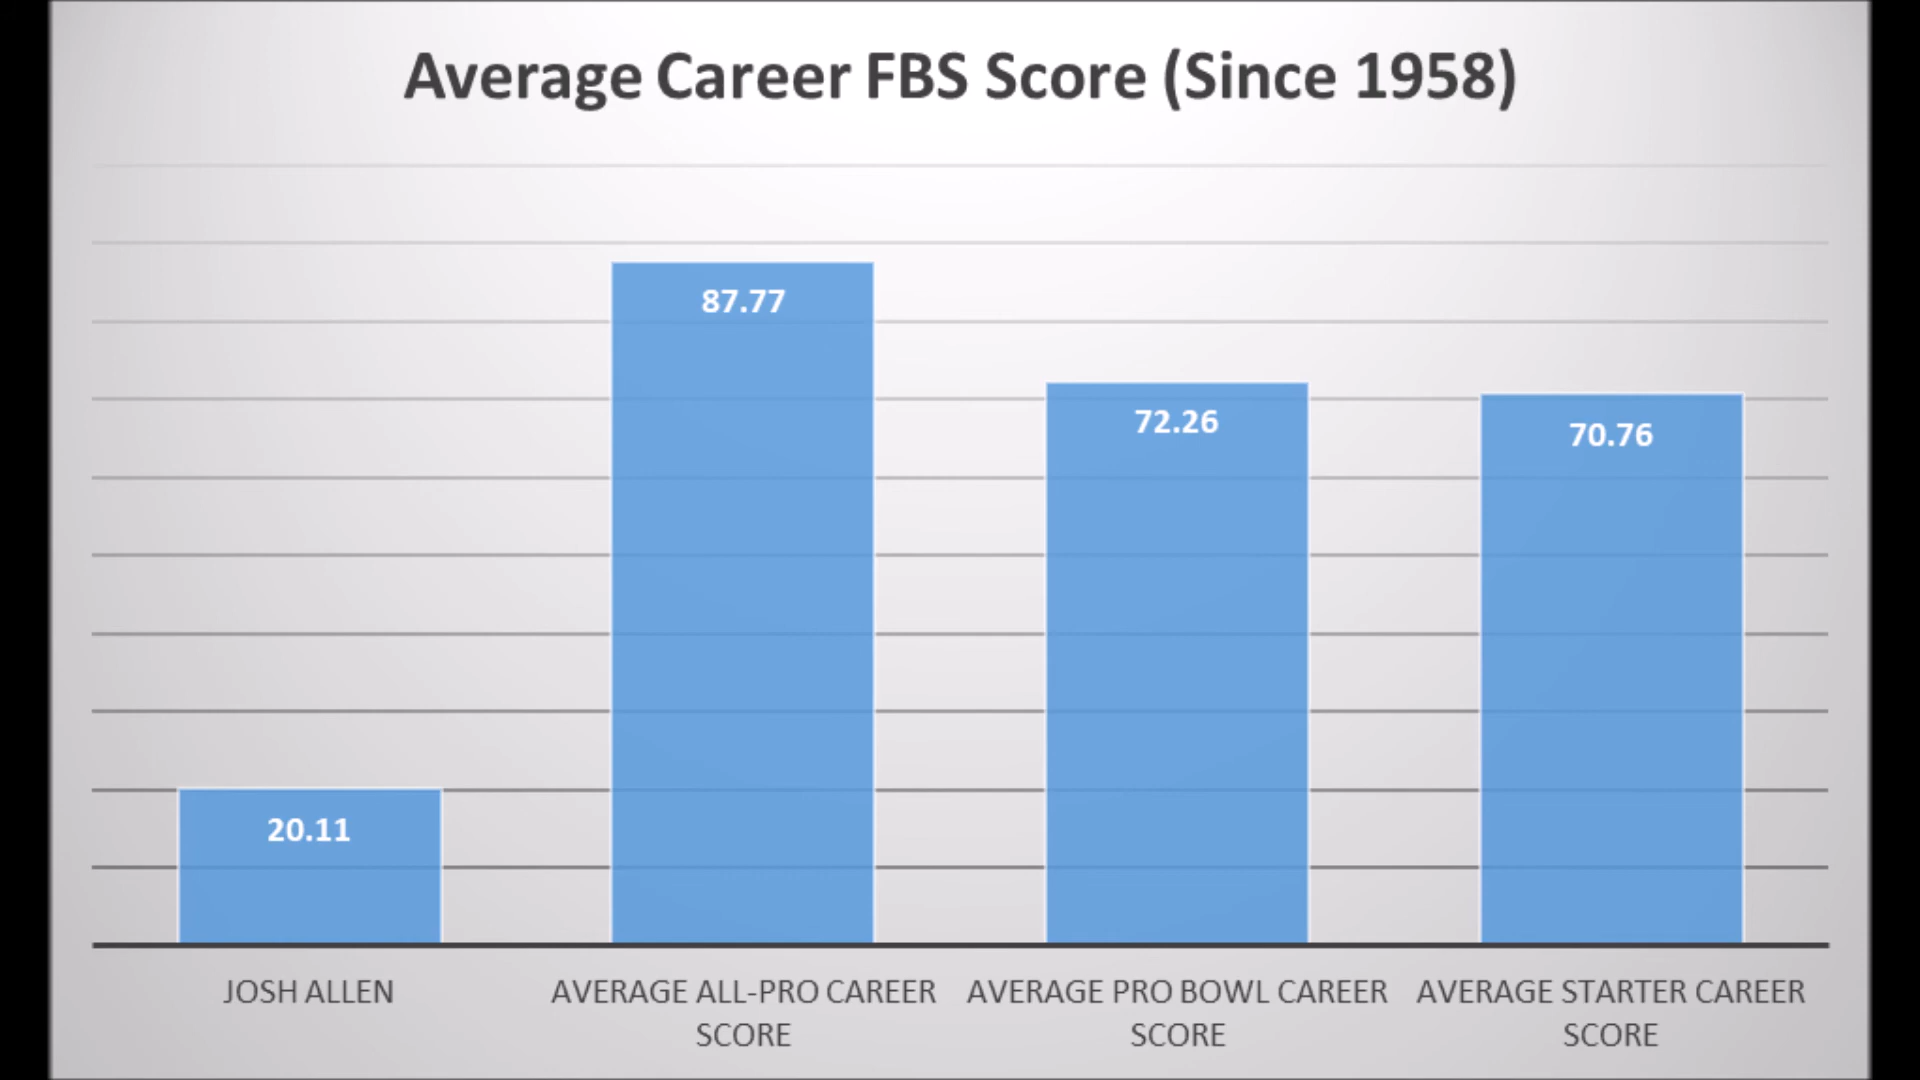 Average Career FBS Score (Since 1958)
87.77
72.26
70.76
20.11
JOSH ALLEN
AVERAGE ALL-PRO CAREER
SCORE
AVERAGE PRO BOWL CAREER
SCORE
AVERAGE STARTER CAREER
SCORE